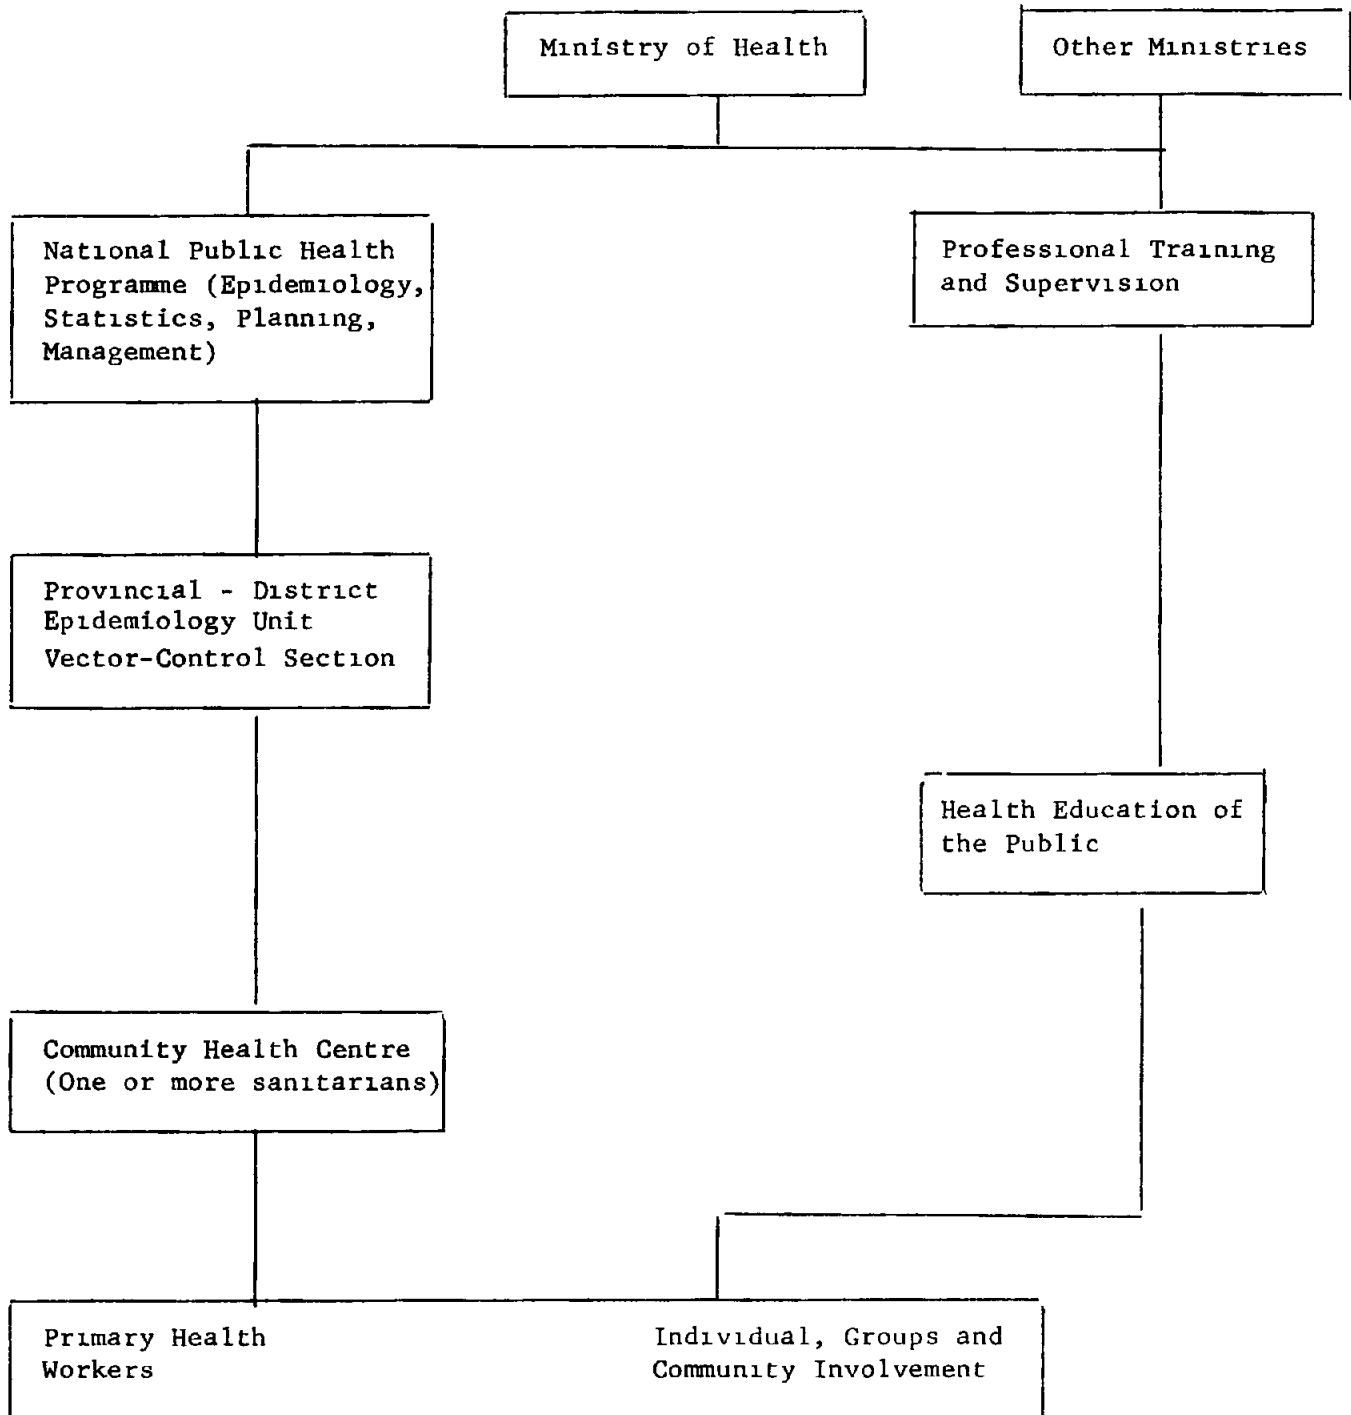 Ministry of Health
Other Ministries
National Public Health
Programme (Epidemiology,
Statistics, Planning,
Management)
Professional Training
and Supervision
Provincial - District
Epidemiology Unit
Vector-Control Section
Health Education of
the Public
Community Health Centre
(One or more sanitarians)
Primary Health
Workers
Individual, Groups and
Community Involvement